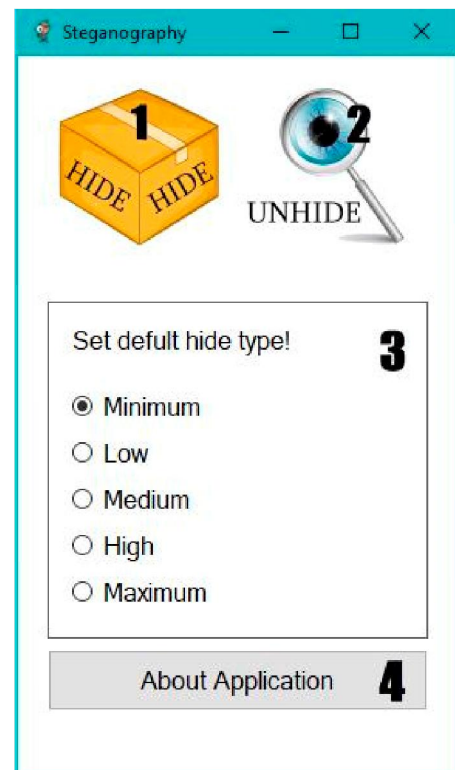 Steganography
1
2
HIDE HIDE
UNHIDE
Set defult hide type!
3
Minimum
Low
Medium
High
Maximum
About Application
4